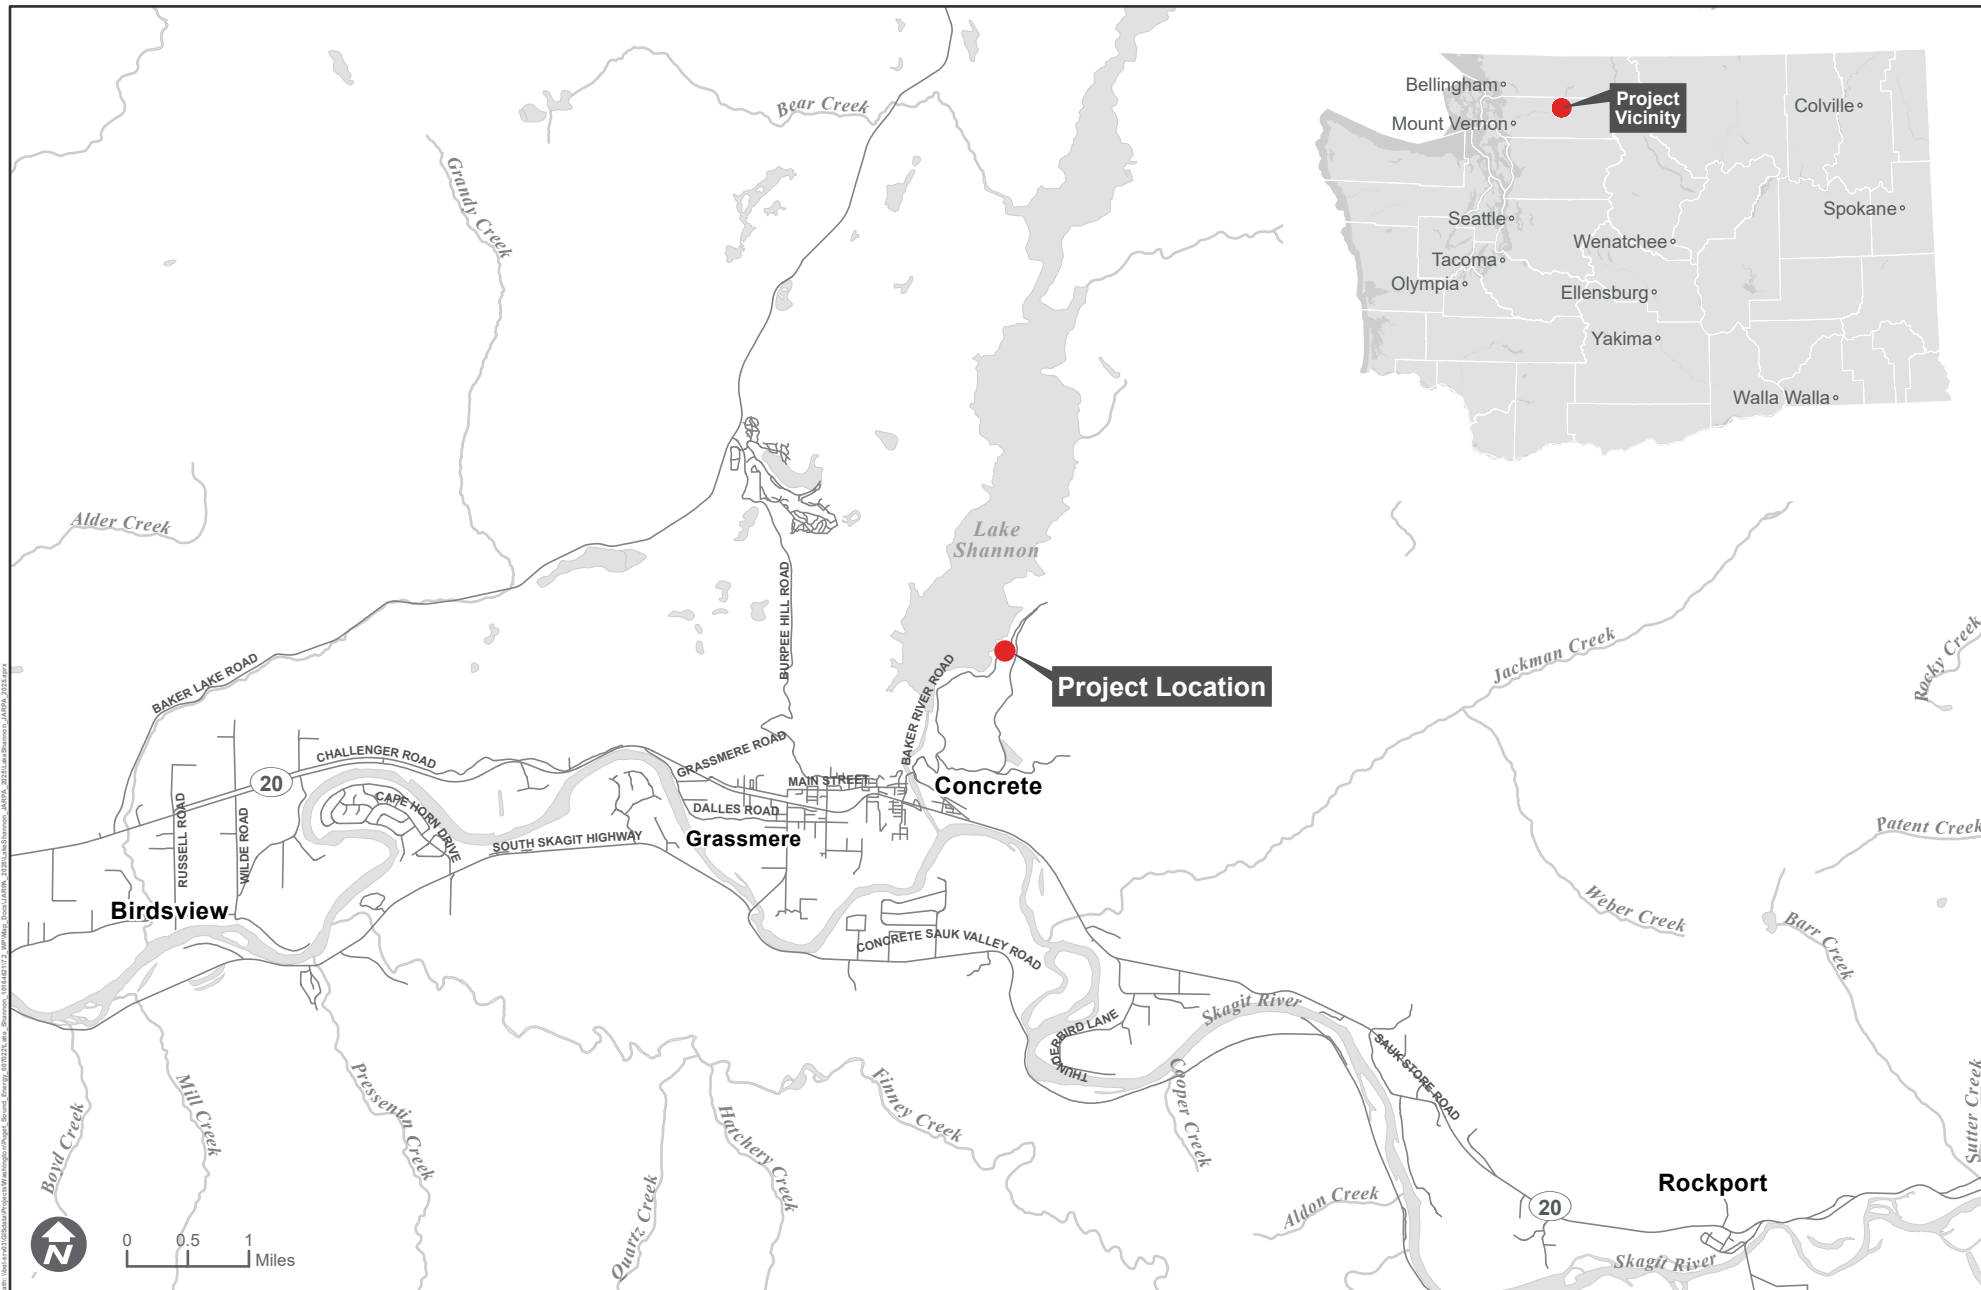 Bear Creek
Grandy Creek
Alder Creek
Lake
Shannon
BURPEE HILL ROAD
BAKER LAKE ROAD
BAKER RIVER ROAD
Project Location
Jackman Creek
Rocky Creek
CHALLENGER ROAD
GRASSMERE ROAD
20
MAIN STREET
Concrete
CAPE HORN DRIVE
DALLES ROAD
RUSSELL ROAD
WILDE ROAD
SOUTH SKAGIT HIGHWAY
Grassmere
Patent Creek
Birdsview
Weber Creek
Barr Creek
CONCRETE SAUK VALLEY ROAD
Skagit River
THUNDERBIRD LANE
SAUK STORE ROAD
Boyd Creek
Mill Creek
Pressentin Creek
Finney Creek
Hatchery Creek
Quartz Creek
Cooper Creek
Aldon Creek
Sutter Creek
Rockport
20
Skagit River
N
0 0.5 1
Miles
Bellingham
Mount Vernon
Project
Vicinity
Colville
Seattle
Spokane
Wenatchee
Tacoma
Olympia
Ellensburg
Yakima
Walla Walla